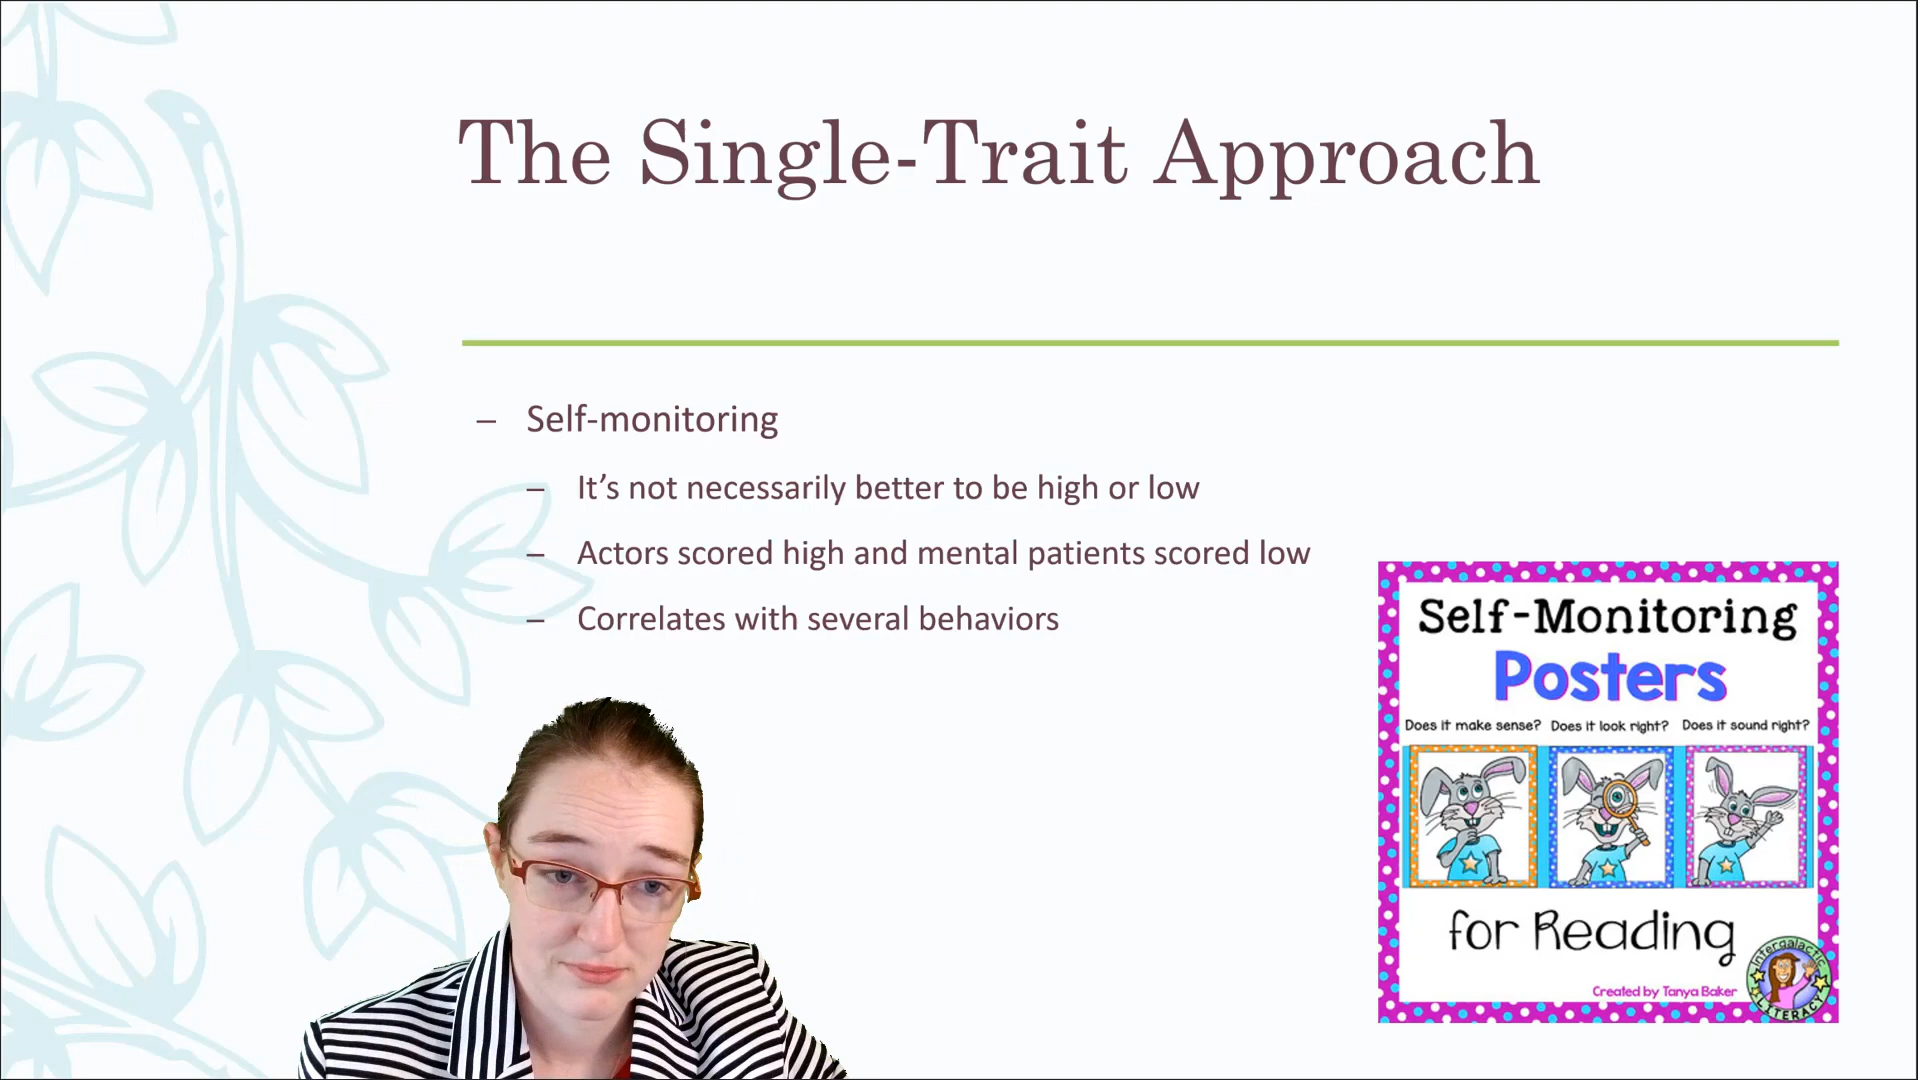 The Single-Trait Approach
– Self-monitoring
– It’s not necessarily better to be high or low
– Actors scored high and mental patients scored low
– Correlates with several behaviors
Self-Monitoring
Posters
Does it make sense? Does it look right? Does it sound right?
for Reading
Created by Tanya Baker
Intergalactic
LITERACY